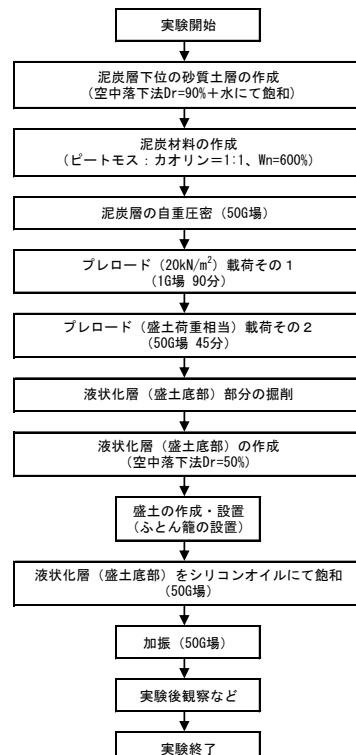 実験開始
泥炭層下位の砂質土層の作成
(空中落下法Dr=90%+水にて飽和)
泥炭材料の作成
(ピートモス:カオリン=1:1、Wn=600%)
泥炭層の自重圧密(50G場)
プレロード(20kN/m²)載荷その1
(1G場 90分)
プレロード(盛土荷重相当)載荷その2
(50G場 45分)
液状化層(盛土底部)部分の掘削
液状化層(盛土底部)の作成
(空中落下法Dr=50%)
盛土の作成・設置
(ふとん籠の設置)
液状化層(盛土底部)をシリコンオイルにて飽和
(50G場)
加振(50G場)
実験後観察など
実験終了